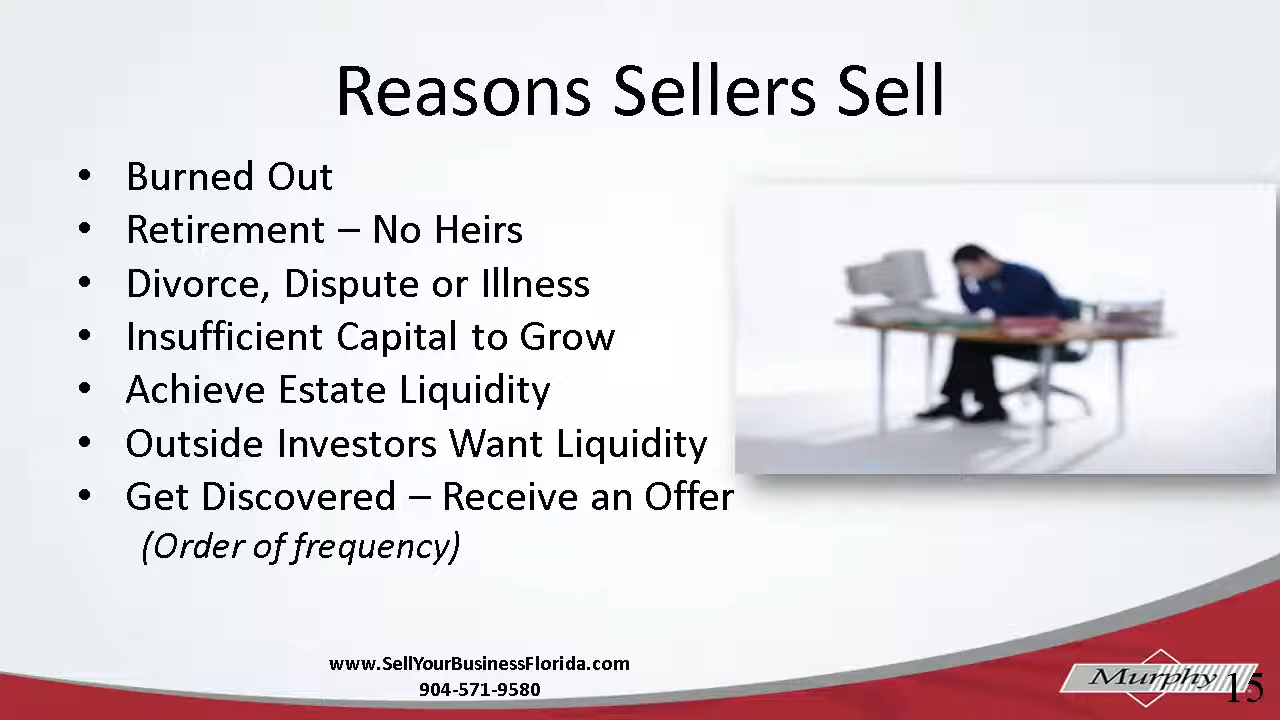 Reasons Sellers Sell
• Burned Out
• Retirement – No Heirs
• Divorce, Dispute or Illness
• Insufficient Capital to Grow
• Achieve Estate Liquidity
• Outside Investors Want Liquidity
• Get Discovered – Receive an Offer
(Order of frequency)
www.SellYourBusinessFlorida.com
904-571-9580
Murphy
15